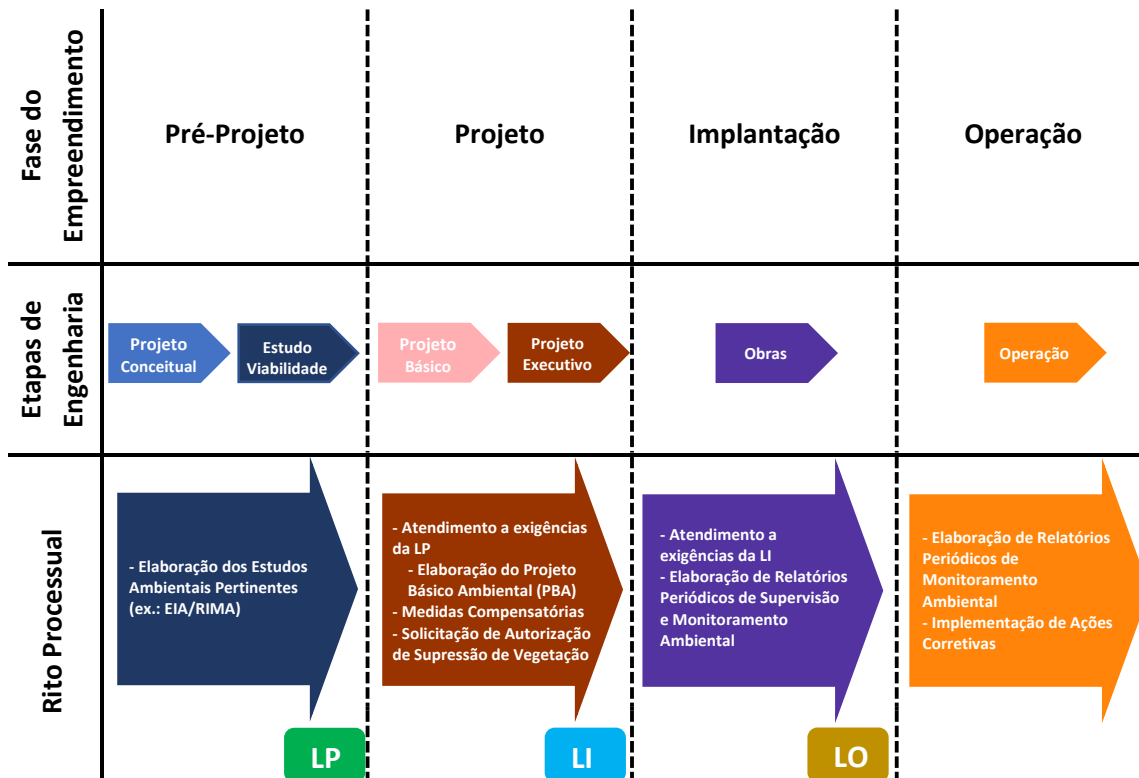 Fase do
Empreendimento
Pré-Projeto
Projeto
Implantação
Operação
Etapas de
Engenharia
Projeto
Conceitual
Estudo
Viabilidade
Projeto
Básico
Projeto
Executivo
Obras
Operação
Rito Processual
- Elaboração dos Estudos
Ambientais Pertinentes
(ex.: EIA/RIMA)
- Atendimento a exigências
da LP
- Elaboração do Projeto
Básico Ambiental (PBA)
- Medidas Compensatórias
- Solicitação de Autorização
de Supressão de Vegetação
- Atendimento a
exigências da LI
- Elaboração de Relatórios
Periódicos de Supervisão
e Monitoramento
Ambiental
- Elaboração de Relatórios
Periódicos de
Monitoramento
Ambiental
- Implementação de Ações
Corretivas
LP
LI
LO